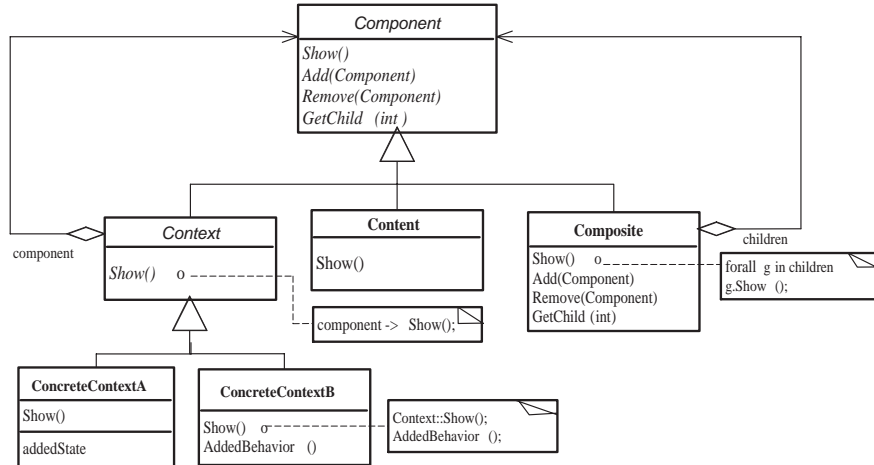 Component
Show()
Add(Component)
Remove(Component)
GetChild (int )
Context
Show() o
component
Content
Show()
Composite
Show() o
Add(Component)
Remove(Component)
GetChild (int)
children
forall g in children
g.Show ();
component -> Show();
ConcreteContextA
Show()
addedState
ConcreteContextB
Show() o
AddedBehavior ()
Context::Show();
AddedBehavior ();